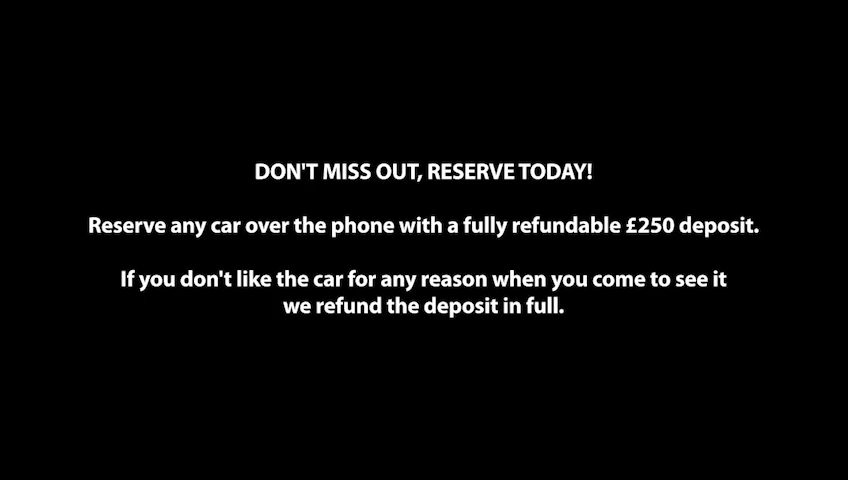 DON'T MISS OUT, RESERVE TODAY!
Reserve any car over the phone with a fully refundable £250 deposit.
If you don't like the car for any reason when you come to see it
we refund the deposit in full.